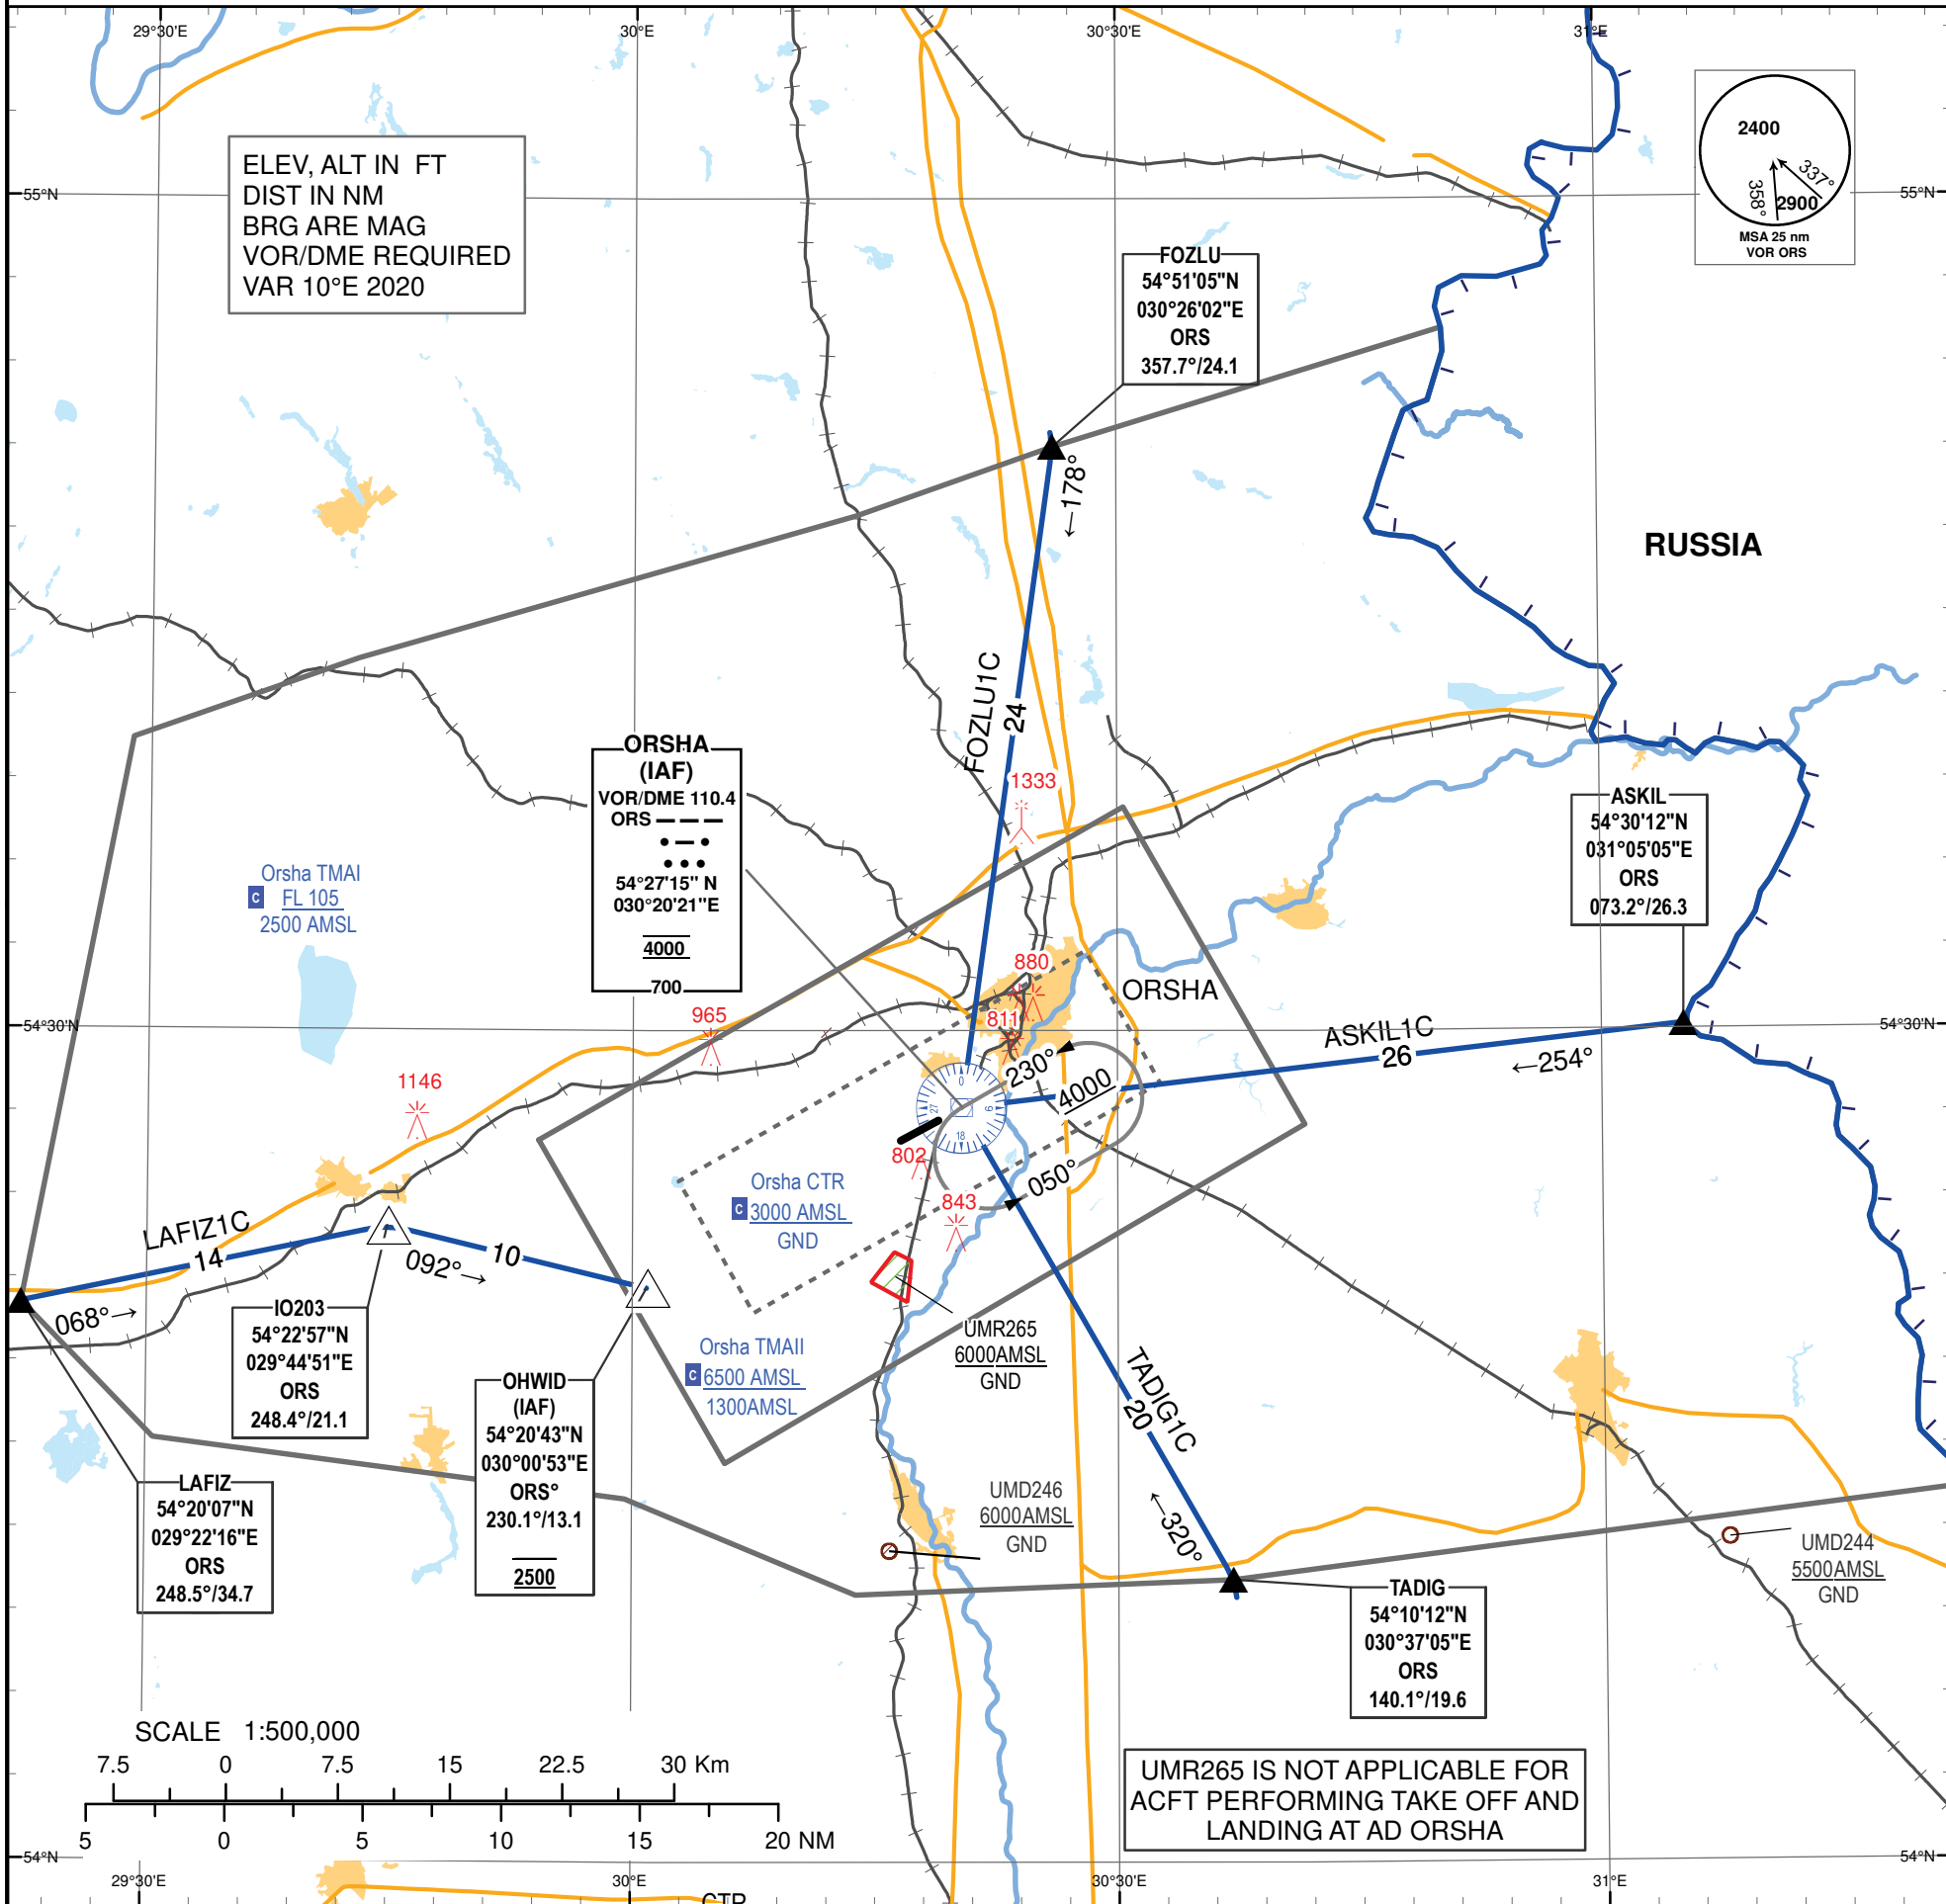 29°30'E
30°E
30°30'E
31°E
ELEV, ALT IN FT
DIST IN NM
BRG ARE MAG
VOR/DME REQUIRED
VAR 10°E 2020
2400
337°
358°
2900
MSA 25 nm
VOR ORS
55°N
55°N
FOZLU
54°51'05"N
030°26'02"E
ORS
357.7°/24.1
←178°
RUSSIA
FOZLU1C
24
ORSHA
(IAF)
VOR/DME 110.4
ORS — — —
• — •
• • •
54°27'15" N
030°20'21"E
4000
700
1333
ASKIL
54°30'12"N
031°05'05"E
ORS
073.2°/26.3
Orsha TMAI
C FL 105
2500 AMSL
880
ORSHA
965
811
54°30'N
54°30'N
ASKIL1C
26
←254°
230°
4000
1146
0
9
18
27
802
050°
843
Orsha CTR
C 3000 AMSL
GND
LAFIZ1C
14
092°→
10
068°→
IO203
54°22'57"N
029°44'51"E
ORS
248.4°/21.1
Orsha TMAII
C 6500 AMSL
1300AMSL
UMR265
6000AMSL
GND
OHWID
(IAF)
54°20'43"N
030°00'53"E
ORS°
230.1°/13.1
2500
TADIG1C
20
←320°
LAFIZ
54°20'07"N
029°22'16"E
ORS
248.5°/34.7
UMD246
6000AMSL
GND
UMD244
5500AMSL
GND
TADIG
54°10'12"N
030°37'05"E
ORS
140.1°/19.6
SCALE 1:500,000
7.5 0 7.5 15 22.5 30 Km
5 0 5 10 15 20 NM
UMR265 IS NOT APPLICABLE FOR
ACFT PERFORMING TAKE OFF AND
LANDING AT AD ORSHA
54°N
54°N
29°30'E
30°E
30°30'E
31°E
CTR